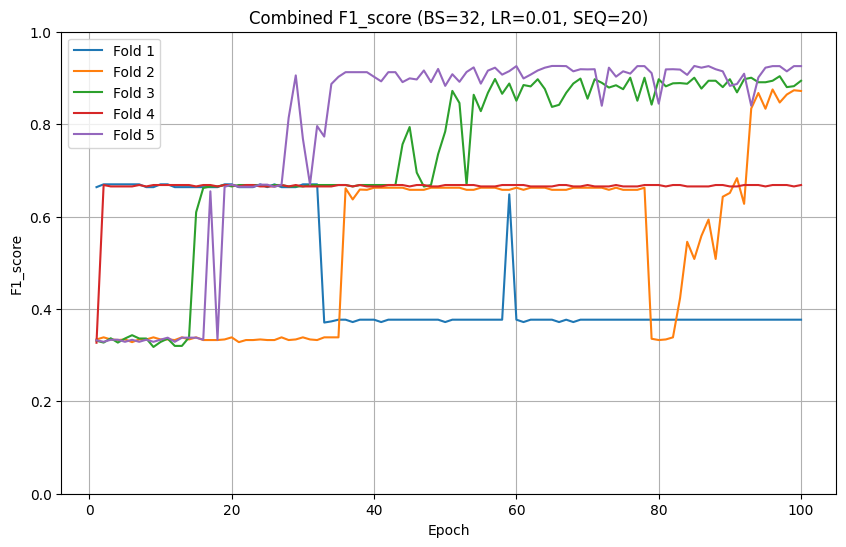 Combined F1_score (BS=32, LR=0.01, SEQ=20)
Fold 1
Fold 2
Fold 3
Fold 4
Fold 5
1.0
0.8
0.6
0.4
0.2
0.0
F1_score
0 20 40 60 80 100
Epoch